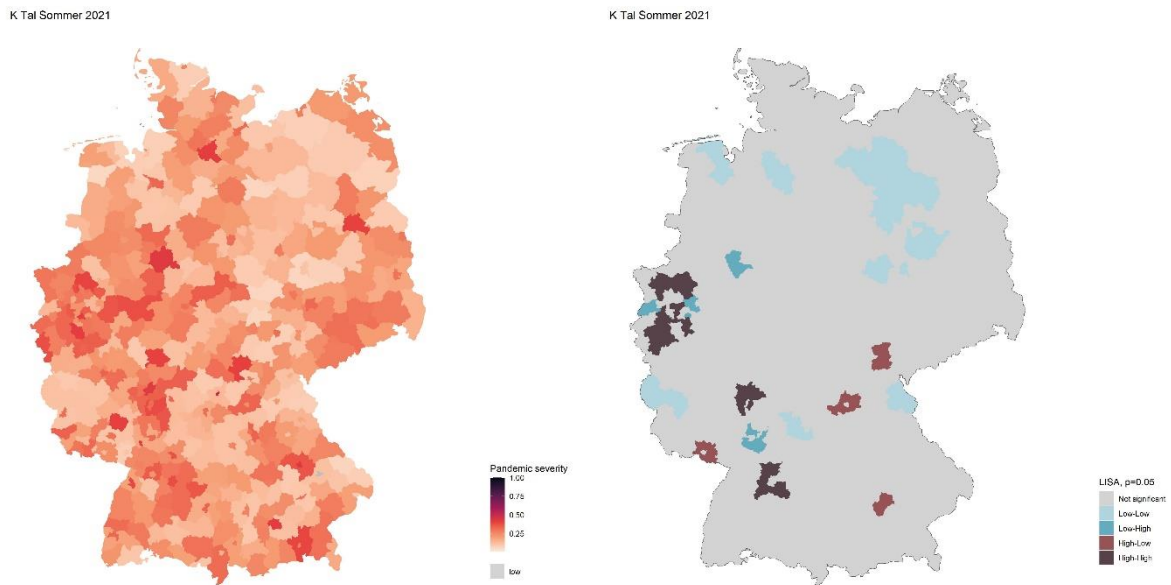 K Tal Sommer 2021
Pandemic severity
1,00
0,75
0,50
0,25
low
K Tal Sommer 2021
LISA, p=0.05
Not significant
Low-Low
Low-High
High-Low
High-High